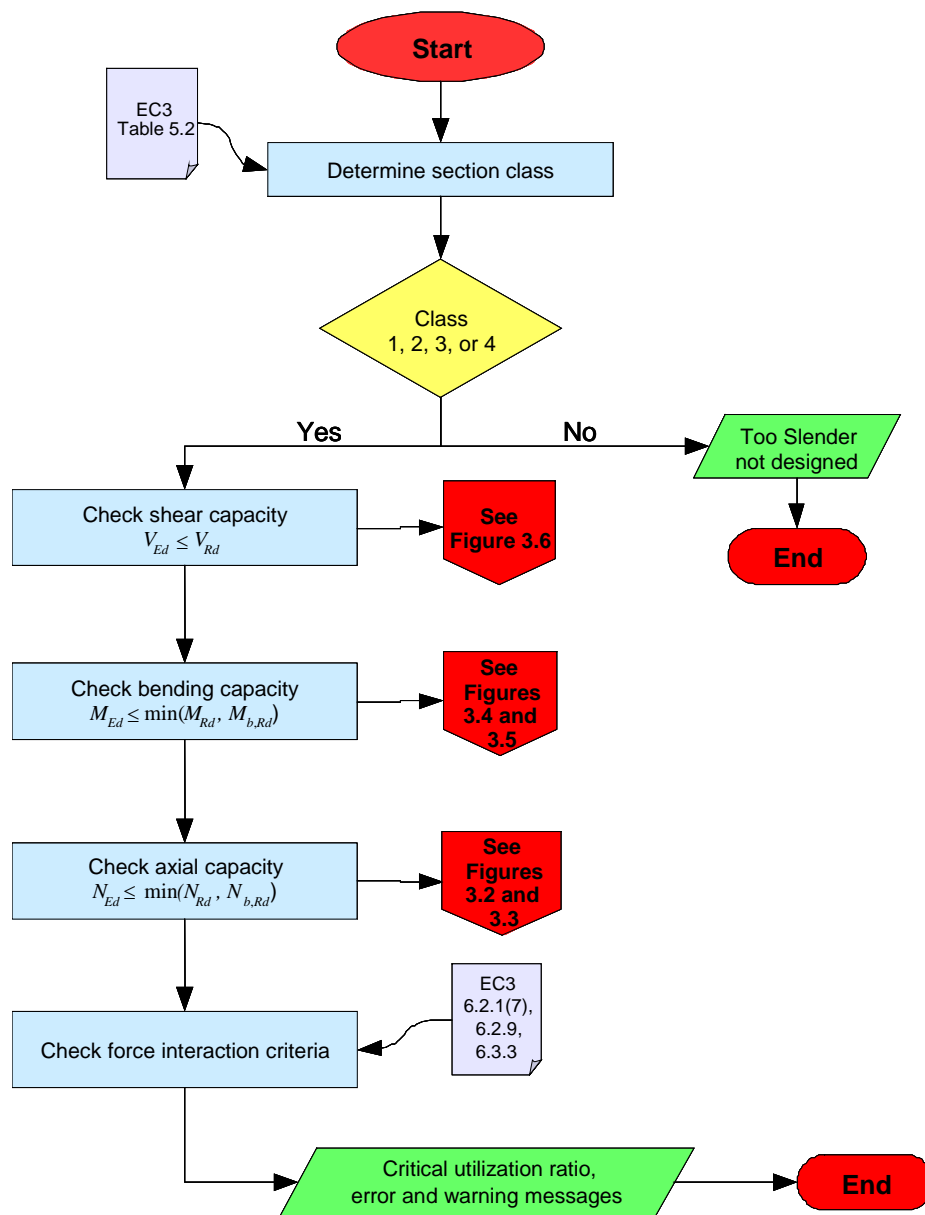 Start
EC3
Table 5.2
Determine section class
Class
1, 2, 3, or 4
Yes
No
Too Slender
not designed
End
Check shear capacity
V_Ed ≤ V_Rd
See
Figure 3.6
Check bending capacity
M_Ed ≤ min(M_Rd, M_b,Rd)
See
Figures
3.4 and
3.5
Check axial capacity
N_Ed ≤ min(N_Rd, N_b,Rd)
See
Figures
3.2 and
3.3
EC3
6.2.1(7),
6.2.9,
6.3.3
Check force interaction criteria
Critical utilization ratio,
error and warning messages
End